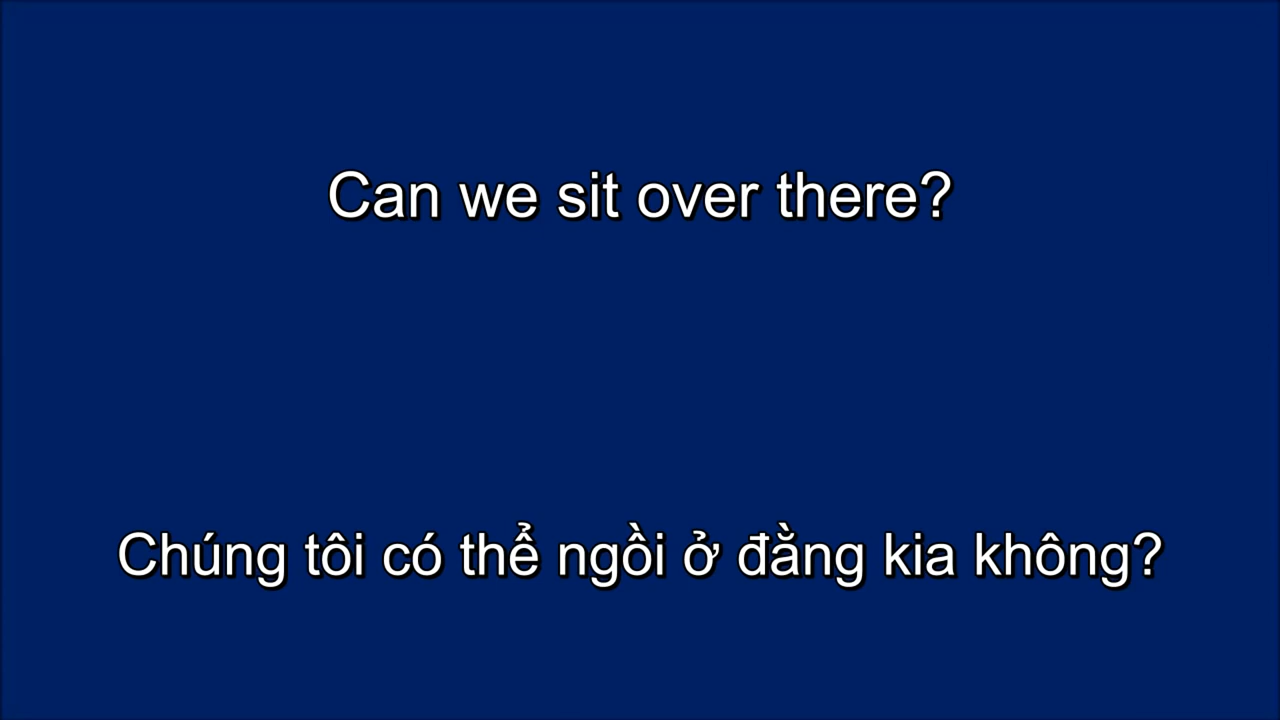 Can we sit over there?
Chúng tôi có thể ngồi ở đằng kia không?